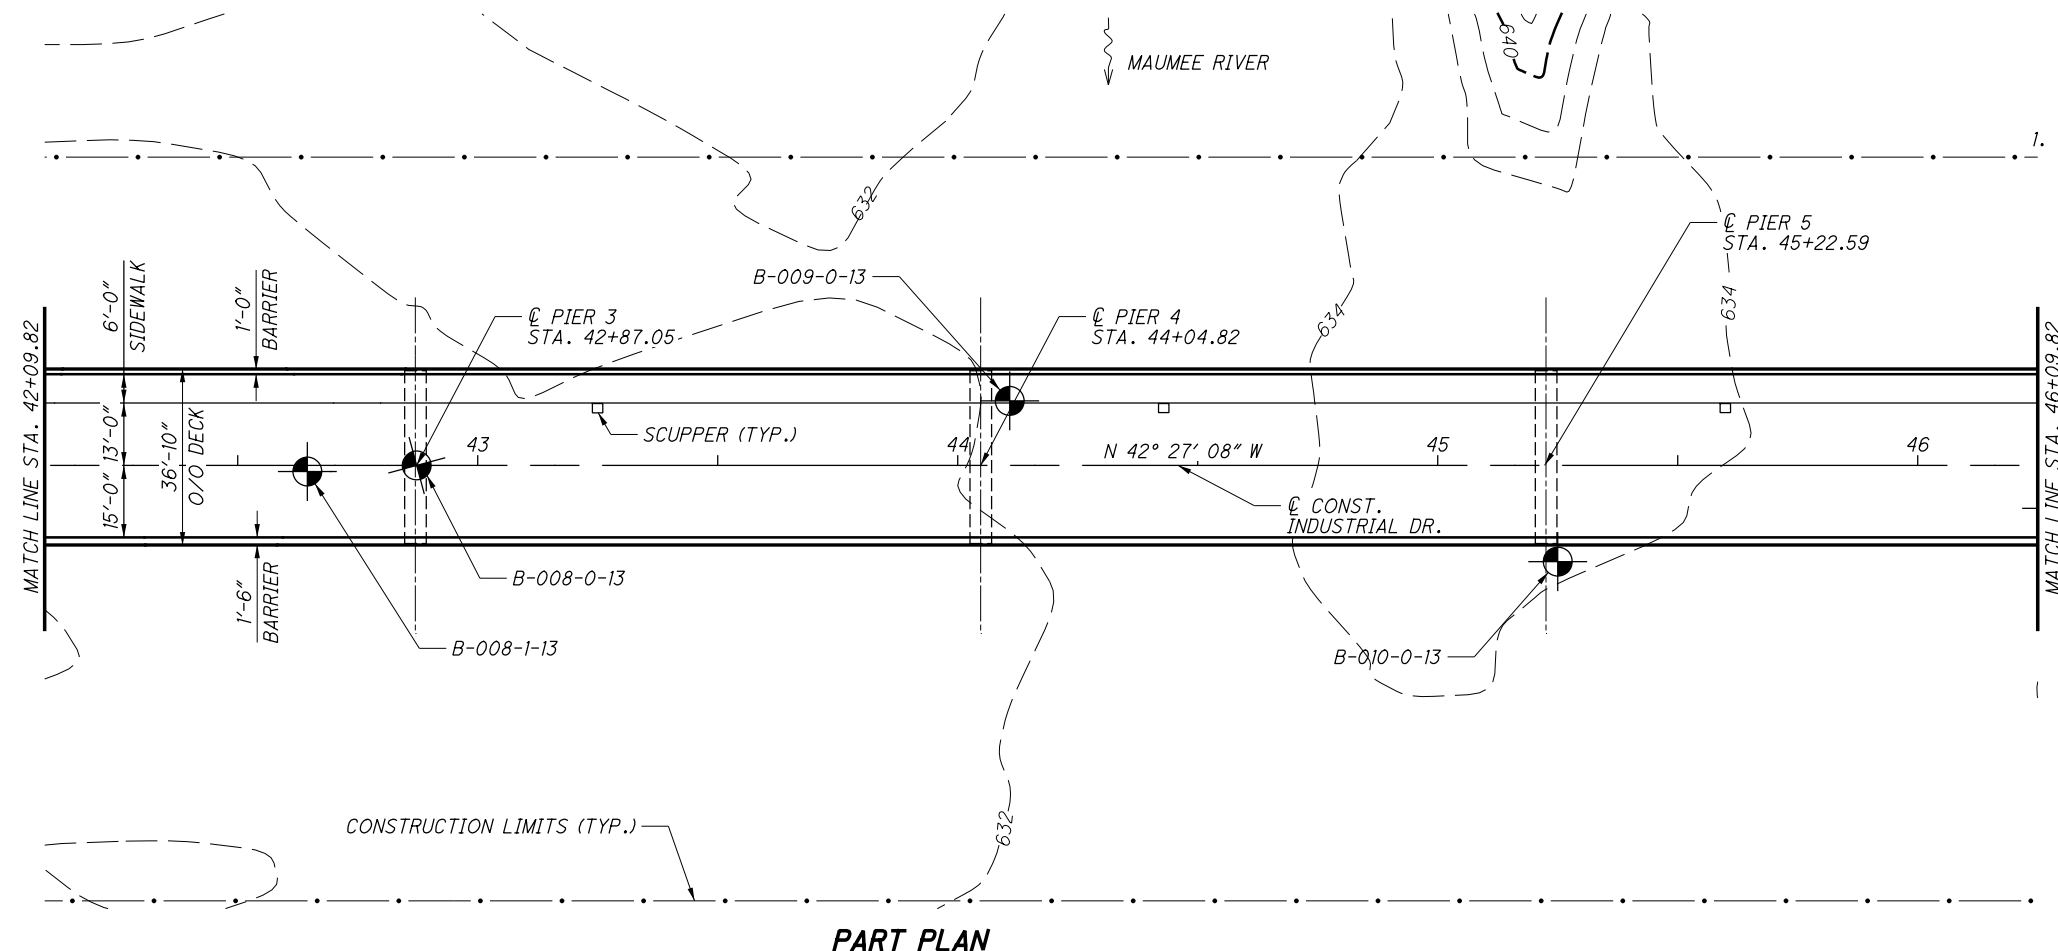 MAUMEE RIVER
640
1.
632
℄ PIER 5
STA. 45+22.59
B-009-0-13
6'-0"
SIDEWALK
1'-0"
BARRIER
℄ PIER 3
STA. 42+87.05
℄ PIER 4
STA. 44+04.82
634
634
MATCH LINE STA. 42+09.82
MATCH LINE STA. 46+09.82
13'-0"
15'-0"
36'-10"
O/O DECK
SCUPPER (TYP.)
43
44
N 42° 27' 08" W
45
46
℄ CONST.
INDUSTRIAL DR.
B-008-0-13
1'-6"
BARRIER
B-008-1-13
B-010-0-13
CONSTRUCTION LIMITS (TYP.)
632
PART PLAN